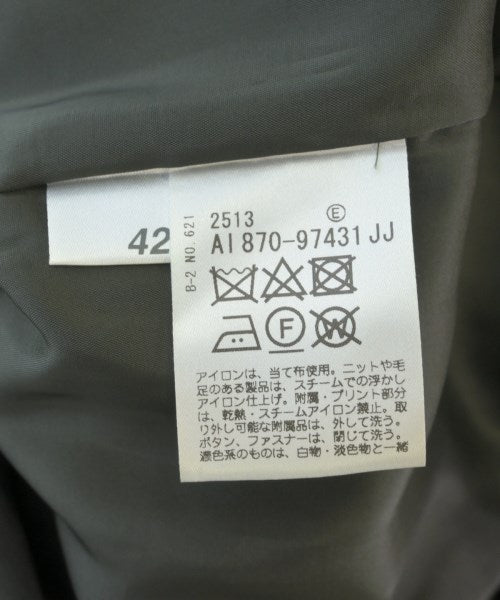 42
B-2 NO.621
2513 Ⓔ
AI870-97431JJ
F W
アイロンは、当て布使用。ニットや毛
足のある製品は、スチームでの浮かし
アイロン仕上げ。附属・プリント部分
は、乾熱・スチームアイロン禁止。取
り外し可能な附属品は、外して洗う。
ボタン、ファスナーは、閉じて洗う。
濃色系のものは、白物・淡色物と一緒